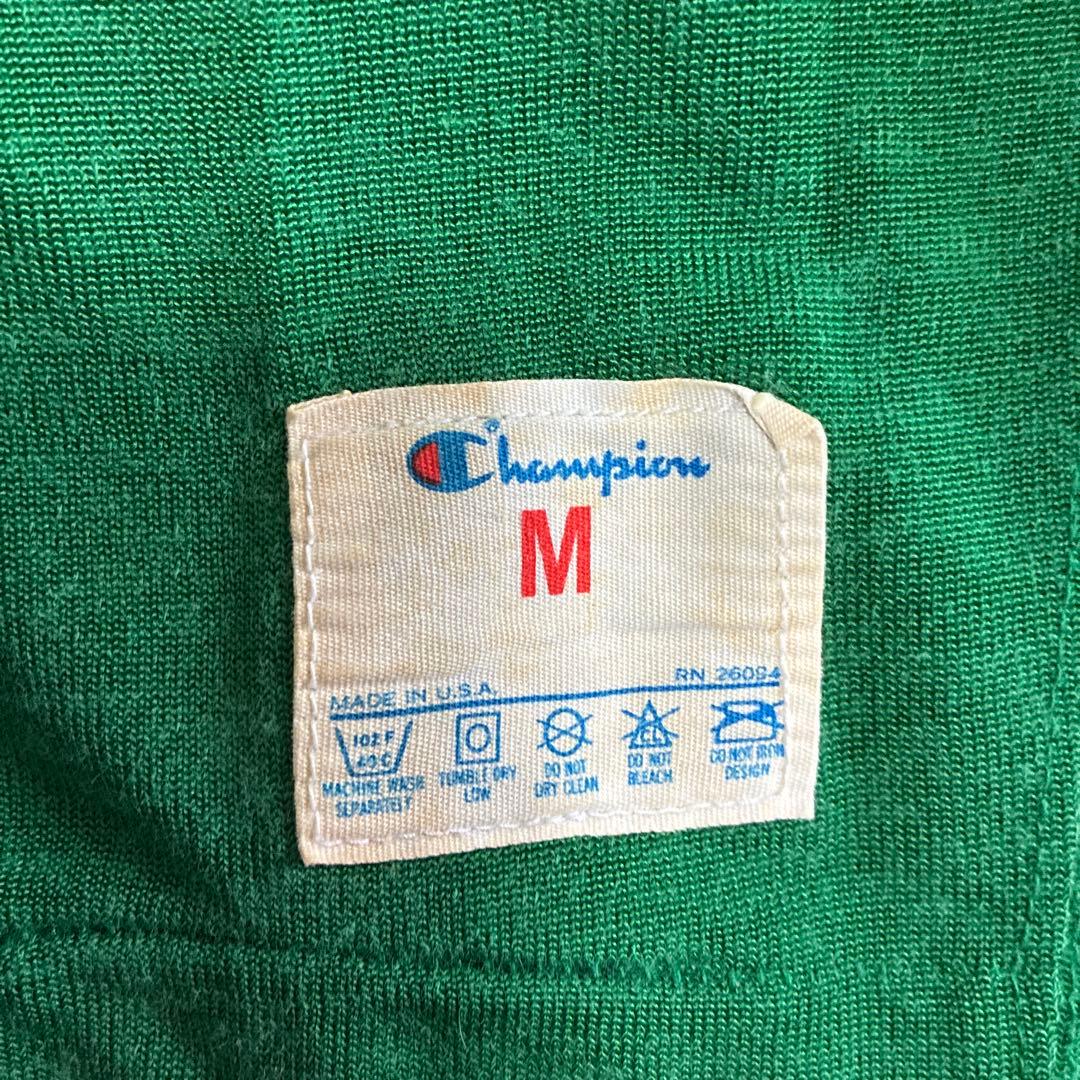 Champion®
M
MADE IN U.S.A.
RN 26094
105 F
40 C
MACHINE WASH
SEPARATELY
TUMBLE DRY
LOW
DO NOT
DRY CLEAN
CL
DO NOT
BLEACH
DO NOT IRON
DESIGN